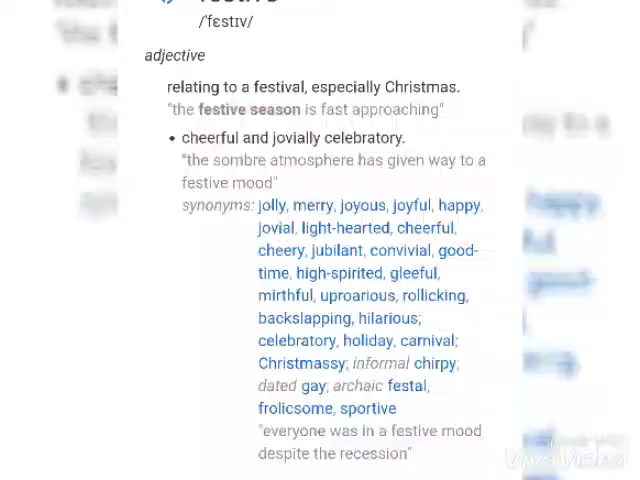 /ˈfɛstɪv/
adjective
relating to a festival, especially Christmas.
"the festive season is fast approaching"
• cheerful and jovially celebratory.
"the sombre atmosphere has given way to a
festive mood"
synonyms: jolly, merry, joyous, joyful, happy,
jovial, light-hearted, cheerful,
cheery, jubilant, convivial, good-
time, high-spirited, gleeful,
mirthful, uproarious, rollicking,
backslapping, hilarious;
celebratory, holiday, carnival;
Christmassy; informal chirpy;
dated gay; archaic festal,
frolicsome, sportive
"everyone was in a festive mood
despite the recession"